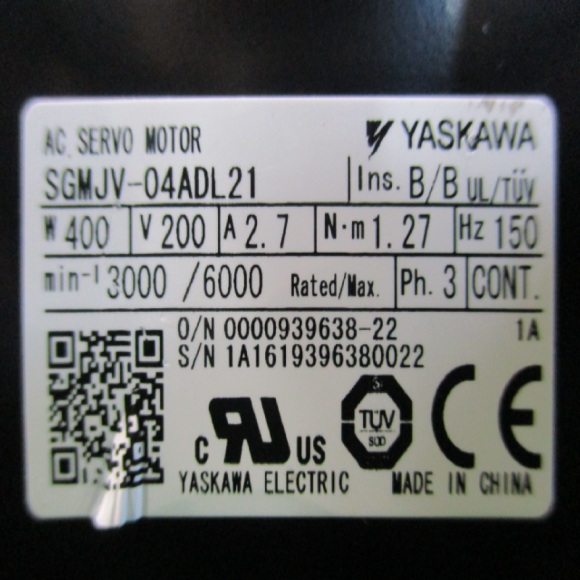 AC SERVO MOTOR YASKAWA
SGMJV-04ADL21 Ins. B/B UL/TÜV
W 400 V 200 A 2.7 N·m 1.27 Hz 150
min-1 3000 /6000 Rated/Max. Ph. 3 CONT.
O/N 0000939638-22 1A
S/N 1A1619396380022
C RU US TÜV SÜD CE
YASKAWA ELECTRIC MADE IN CHINA